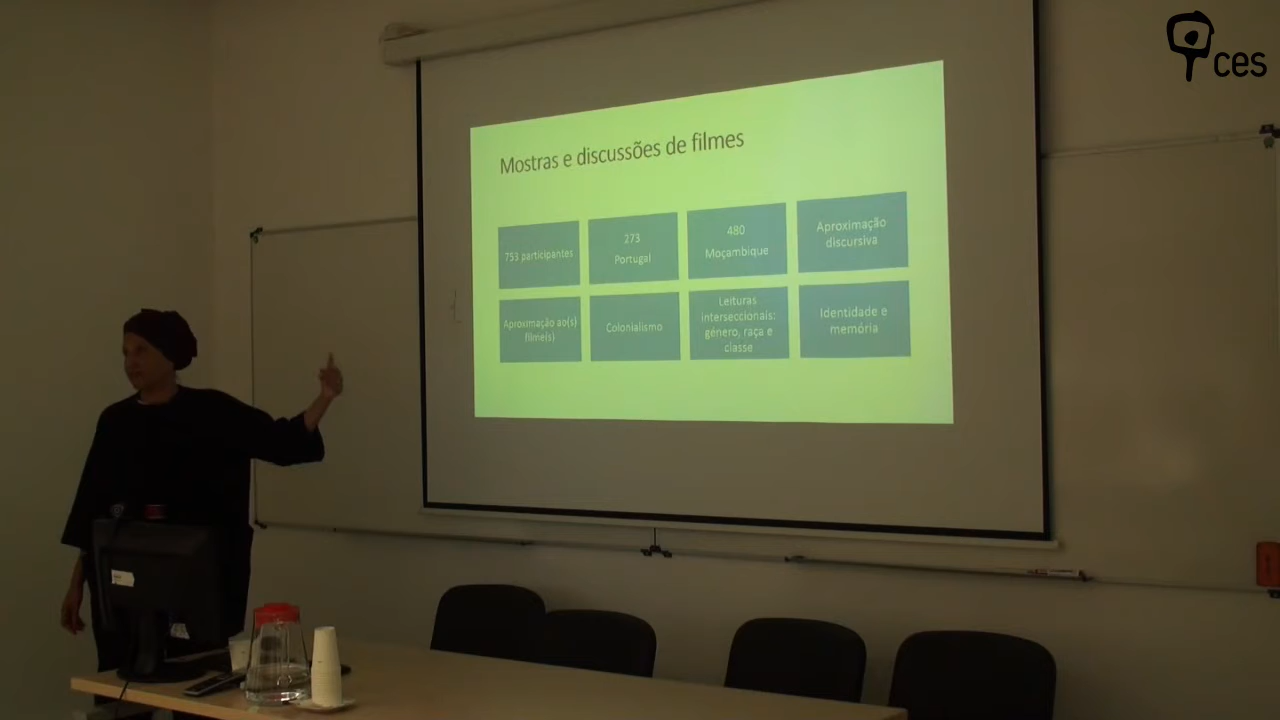 ces
Mostras e discussões de filmes
753 participantes
273
Portugal
480
Moçambique
Aproximação
discursiva
Aproximação ao(s)
filme(s)
Colonialismo
Leituras
interseccionais:
género, raça e
classe
Identidade e
memória